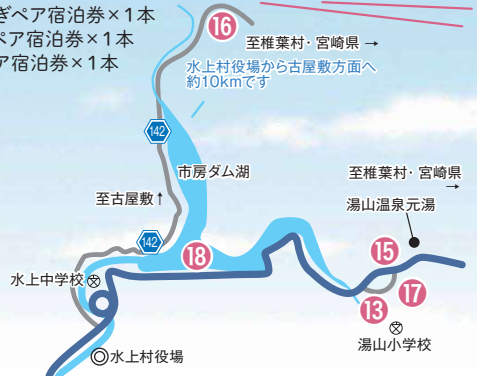 ぎペア宿泊券×1本
ペア宿泊券×1本
ア宿泊券×1本
⑯
至椎葉村・宮崎県 →
水上村役場から古屋敷方面へ
約10kmです
142
市房ダム湖
至椎葉村・宮崎県
→
至古屋敷↑
湯山温泉元湯
142
⑱
⑮
水上中学校
⑬
⑰
湯山小学校
水上村役場